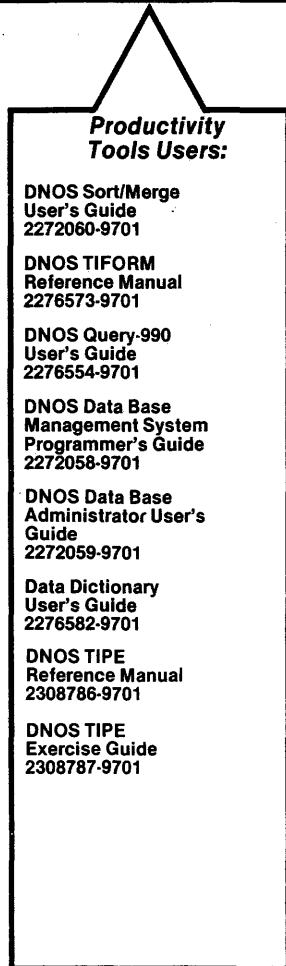 Productivity
Tools Users:
DNOS Sort/Merge
User's Guide
2272060-9701
DNOS TIFORM
Reference Manual
2276573-9701
DNOS Query-990
User's Guide
2276554-9701
DNOS Data Base
Management System
Programmer's Guide
2272058-9701
DNOS Data Base
Administrator User's
Guide
2272059-9701
Data Dictionary
User's Guide
2276582-9701
DNOS TIPE
Reference Manual
2308786-9701
DNOS TIPE
Exercise Guide
2308787-9701